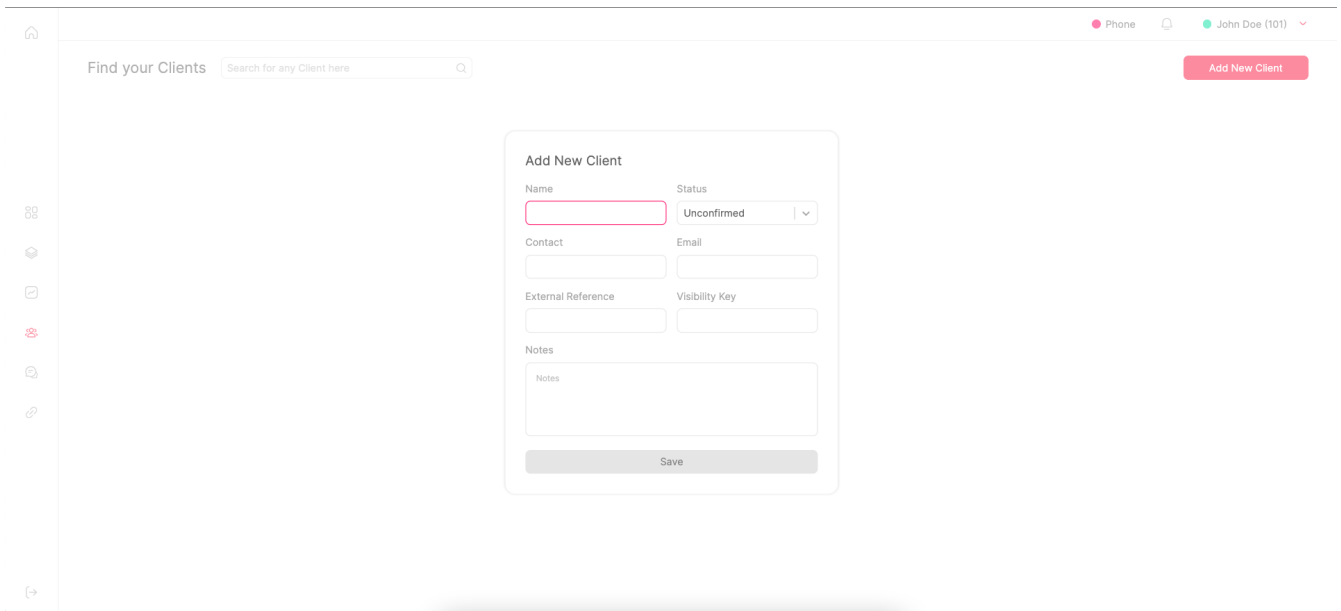 Phone
John Doe (101)
Find your Clients
Search for any Client here
Add New Client
Add New Client
Name
Status
Unconfirmed
Contact
Email
External Reference
Visibility Key
Notes
Notes
Save